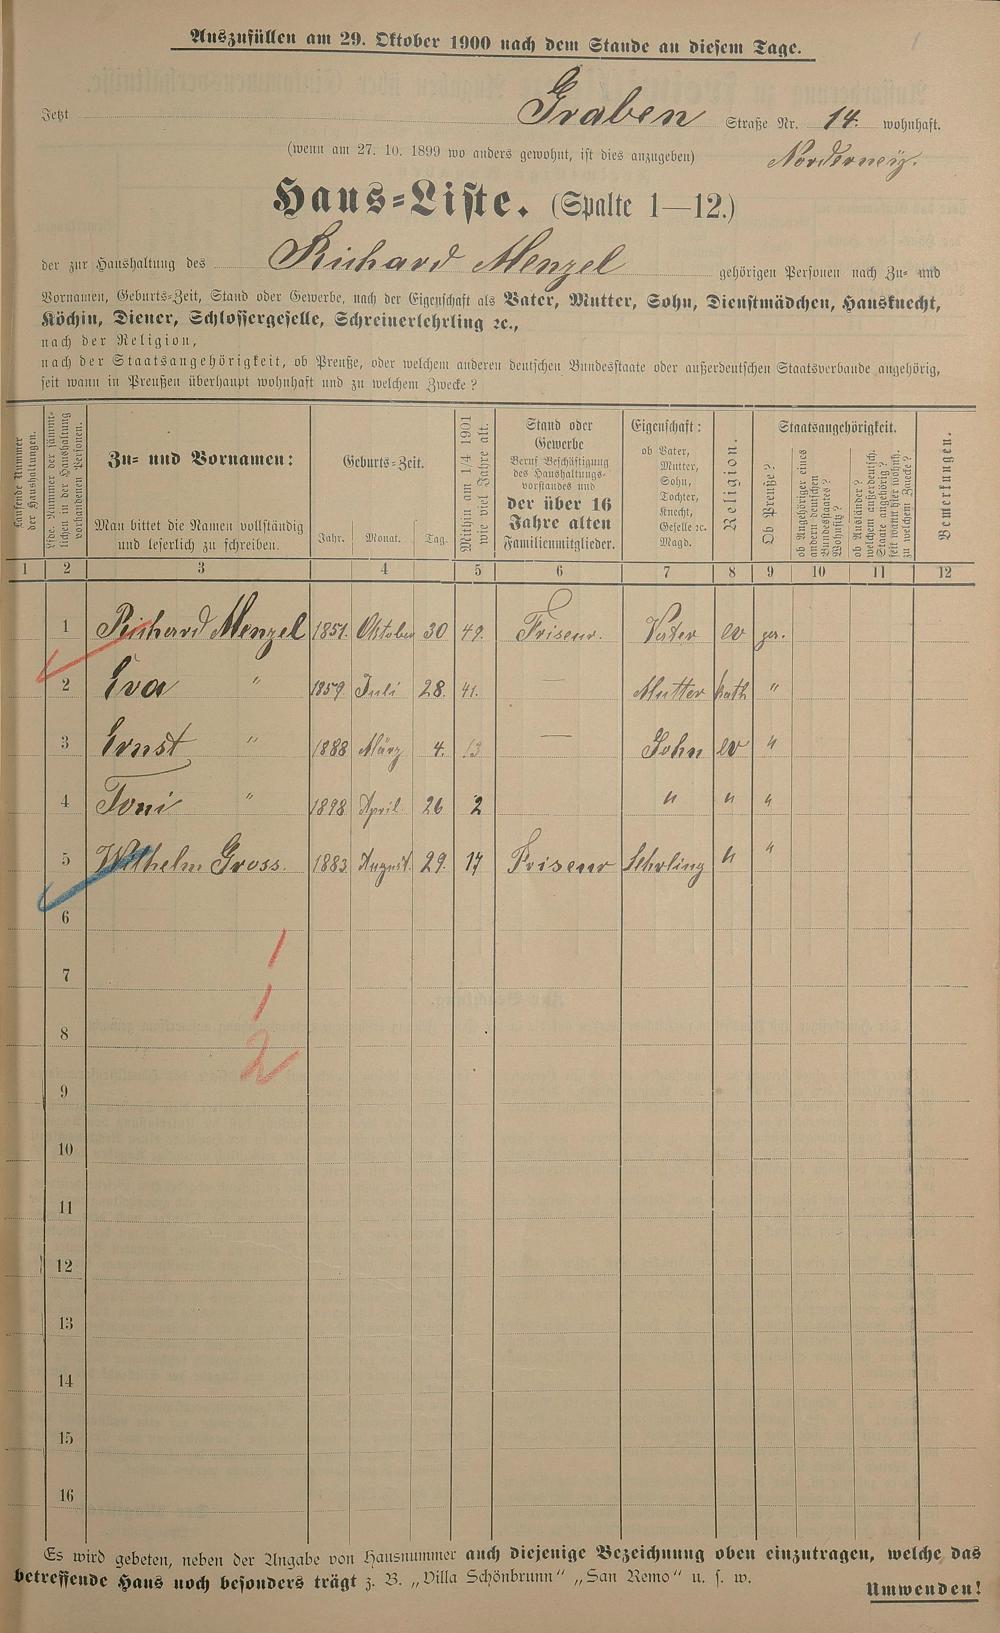 Auszufüllen am 29. Oktober 1900 nach dem Stande an diesem Tage.
Jetzt Graben Straße Nr. 14. wohnhaft.
(wenn am 27. 10. 1899 wo anders gewohnt, ist dies anzugeben)
Haus-Liste. (Spalte 1—12.)
der zur Haushaltung des Richard Menzel gehörigen Personen nach Zu- und
Vornamen, Geburts-Zeit, Stand oder Gewerbe, nach der Eigenschaft als Vater, Mutter, Sohn, Dienstmädchen, Hausknecht,
Köchin, Diener, Schlossergeselle, Schreinerlehrling ꝛc.,
nach der Religion,
nach der Staatsangehörigkeit, ob Preuße, oder welchem anderen deutschen Bundesstaate oder außerdeutschen Staatsverbande angehörig,
seit wann in Preußen überhaupt wohnhaft und zu welchem Zwecke?
Laufende Nummer
der Haushaltungen.
Lfde. Nummer der sämmt-
lichen in der Haushaltung
vorhandenen Personen.
Zu- und Vornamen:
Man bittet die Namen vollständig
und leserlich zu schreiben.
Geburts-Zeit.
Jahr. Monat. Tag.
Mithin am 1/4 1901
wie viel Jahre alt.
Stand oder
Gewerbe
Beruf Beschäftigung
des Haushaltungs-
vorstandes und
der über 16
Jahre alten
Familienmitglieder.
Eigenschaft:
ob Vater,
Mutter,
Sohn,
Tochter,
Knecht,
Geselle ꝛc.
Magd.
Religion.
Staatsangehörigkeit.
Ob Preuße?
ob Angehöriger eines
andern deutschen
Bundesstaates?
Wohnsitz?
ob Ausländer?
welchem außerdeutsch.
Staate angehörig?
seit wann hier wohnh.
zu welchem Zwecke?
Bemerkungen.
1 2 3 4 5 6 7 8 9 10 11 12
1 Richard Menzel 1851. Oktober 30 49. Friseur. Vater ev
2 Eva " 1859 Juli 28. 41. — Mutter kath "
3 Ernst " 1888 März 4. 13 — Sohn ev "
4 Toni " 1898 April 26 2 " " "
5 Wilhelm Gross. 1883 August. 29. 17 Friseur Lehrling " "
6
7
8
9
10
11
12
13
14
15
16
1
1
2
Es wird gebeten, neben der Angabe von Hausnummer auch diejenige Bezeichnung oben einzutragen, welche das
betreffende Haus noch besonders trägt z. B. „Villa Schönbrunn“ „San Remo“ u. s. w.
Umwenden!